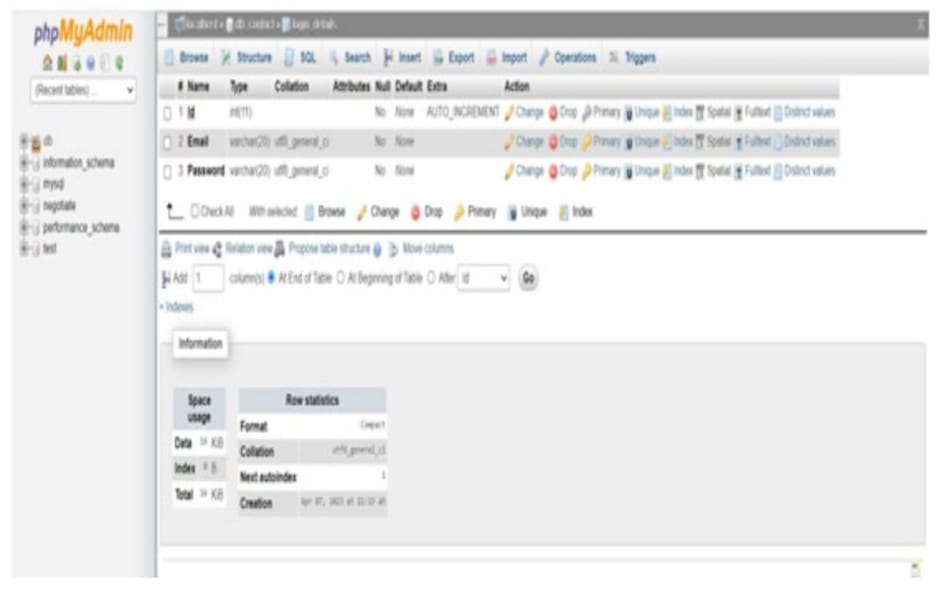 phpMyAdmin
(Recent tables) ...
db
information_schema
mysql
negotiate
performance_schema
test
localhost » db_contact » login_details
Browse Structure SQL Search Insert Export Import Operations Triggers
# Name Type Collation Attributes Null Default Extra Action
1 Id int(11) No None AUTO_INCREMENT Change Drop Primary Unique Index Spatial Fulltext Distinct values
2 Email varchar(20) utf8_general_ci No None Change Drop Primary Unique Index Spatial Fulltext Distinct values
3 Password varchar(20) utf8_general_ci No None Change Drop Primary Unique Index Spatial Fulltext Distinct values
Check All With selected: Browse Change Drop Primary Unique Index
Print view Relation view Propose table structure Move columns
Add 1 column(s) At End of Table At Beginning of Table After Id Go
+ Indexes
Information
Space usage
Data 16 KiB
Index B
Total 16 KiB
Row statistics
Format Compact
Collation utf8_general_ci
Next autoindex 1
Creation Apr 07,